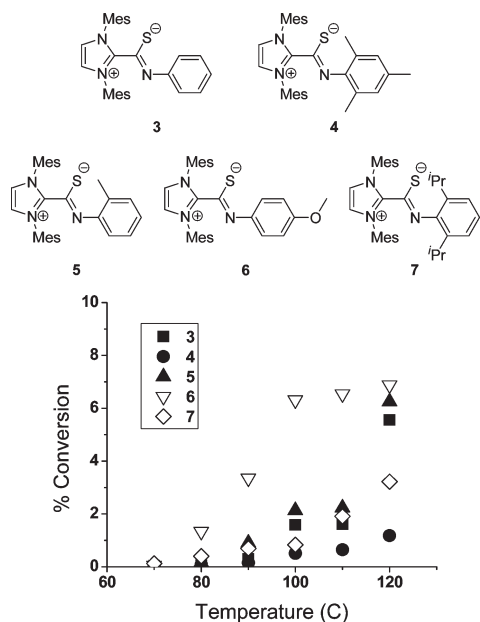 Mes
S⊖
N
N⊕
N
Mes
3
Mes
S⊖
N
N⊕
N
Mes
4
Mes
S⊖
N
N⊕
N
Mes
5
Mes
S⊖
N
N⊕
N
O
Mes
6
Mes
S⊖
iPr
N
N⊕
N
Mes
iPr
7
10
8
6
4
2
0
% Conversion
3
4
5
6
7
60
80
100
120
Temperature (C)